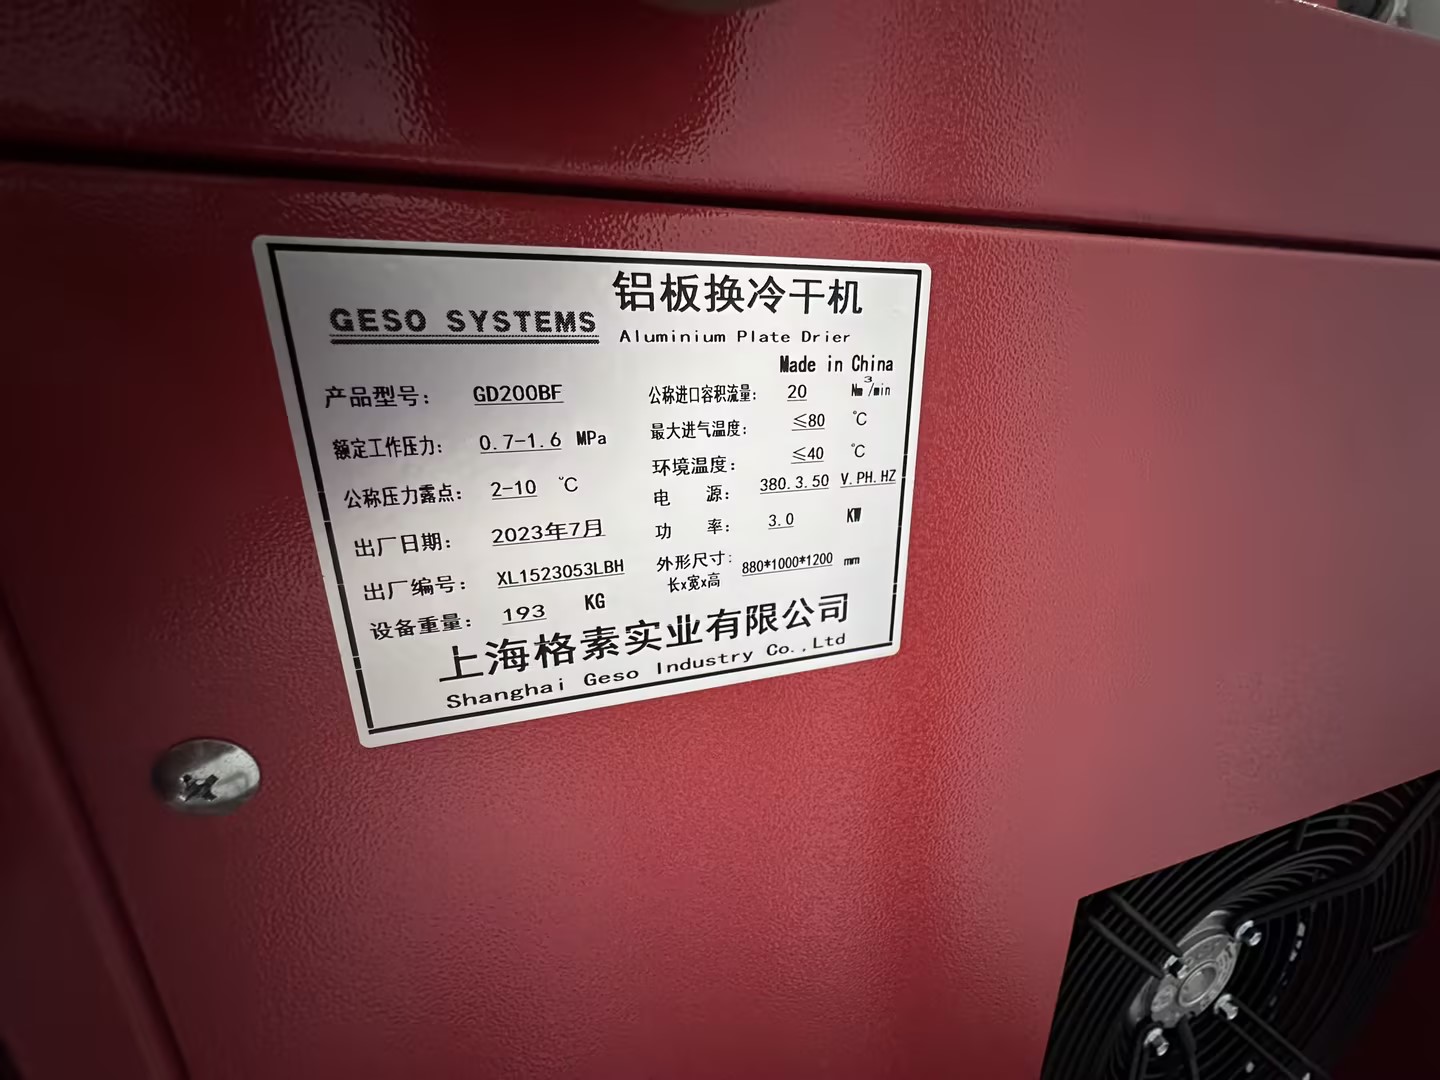 铝板换冷干机
GESO SYSTEMS
Aluminium Plate Drier
Made in China
产品型号: GD200BF
公称进口容积流量: 20 Nm³/min
额定工作压力: 0.7-1.6 MPa
最大进气温度: ≤80 ℃
公称压力露点: 2-10 ℃
环境温度: ≤40 ℃
电 源: 380.3.50 V.PH.HZ
出厂日期: 2023年7月
功 率: 3.0 KW
出厂编号: XL1523053LBH
外形尺寸: 880*1000*1200 mm
长x宽x高
设备重量: 193 KG
上海格素实业有限公司
Shanghai Geso Industry Co.,Ltd